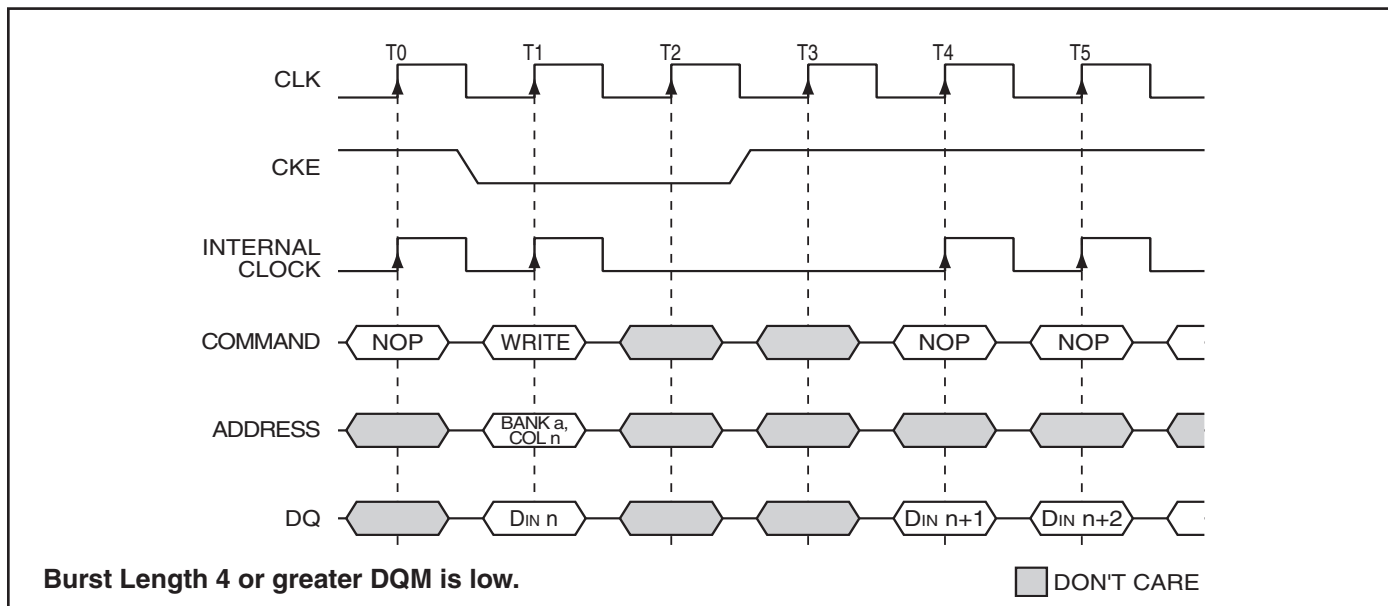 T0 T1 T2 T3 T4 T5
CLK
CKE
INTERNAL
CLOCK
COMMAND NOP WRITE NOP NOP
ADDRESS BANK a,
COL n
DQ DIN n DIN n+1 DIN n+2
Burst Length 4 or greater DQM is low.
DON'T CARE